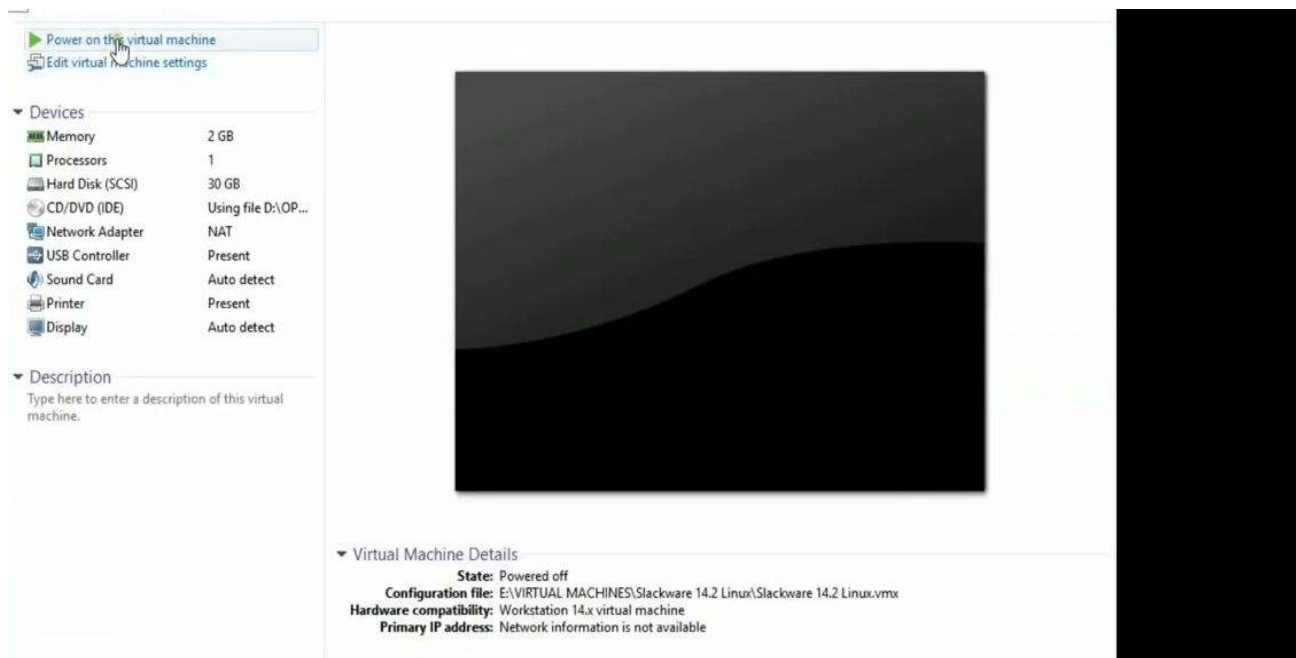 Power on this virtual machine
Edit virtual machine settings
Devices
Memory 2 GB
Processors 1
Hard Disk (SCSI) 30 GB
CD/DVD (IDE) Using file D:\OP...
Network Adapter NAT
USB Controller Present
Sound Card Auto detect
Printer Present
Display Auto detect
Description
Type here to enter a description of this virtual
machine.
Virtual Machine Details
State: Powered off
Configuration file: E:\VIRTUAL MACHINES\Slackware 14.2 Linux\Slackware 14.2 Linux.vmx
Hardware compatibility: Workstation 14.x virtual machine
Primary IP address: Network information is not available